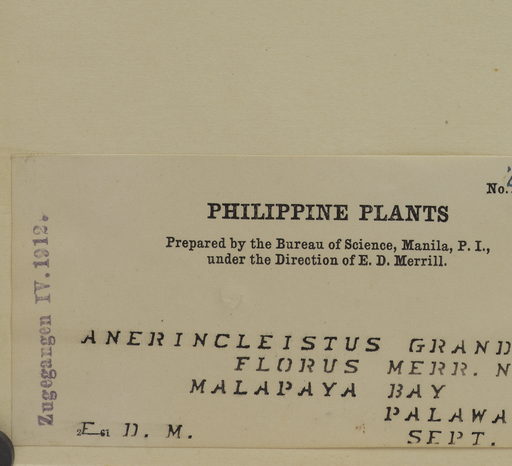 No.
PHILIPPINE PLANTS
Prepared by the Bureau of Science, Manila, P. I.,
under the Direction of E. D. Merrill.
Zugegangen IV. 1912.
ANERINCLEISTUS GRAND
FLORUS MERR. N
MALAPAYA BAY
PALAWA
E. D. M.
SEPT.